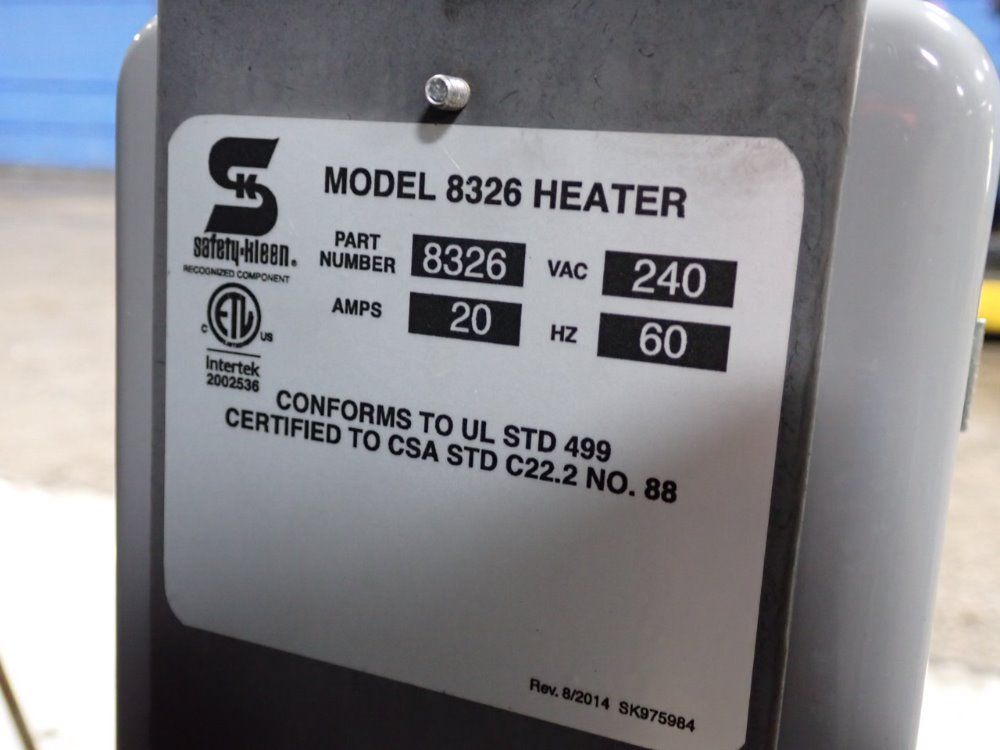 SK
MODEL 8326 HEATER
safety-kleen®
RECOGNIZED COMPONENT
PART NUMBER 8326 VAC 240
AMPS 20 HZ 60
C ETL US
Intertek
2002536
CONFORMS TO UL STD 499
CERTIFIED TO CSA STD C22.2 NO. 88
Rev. 8/2014 SK975984